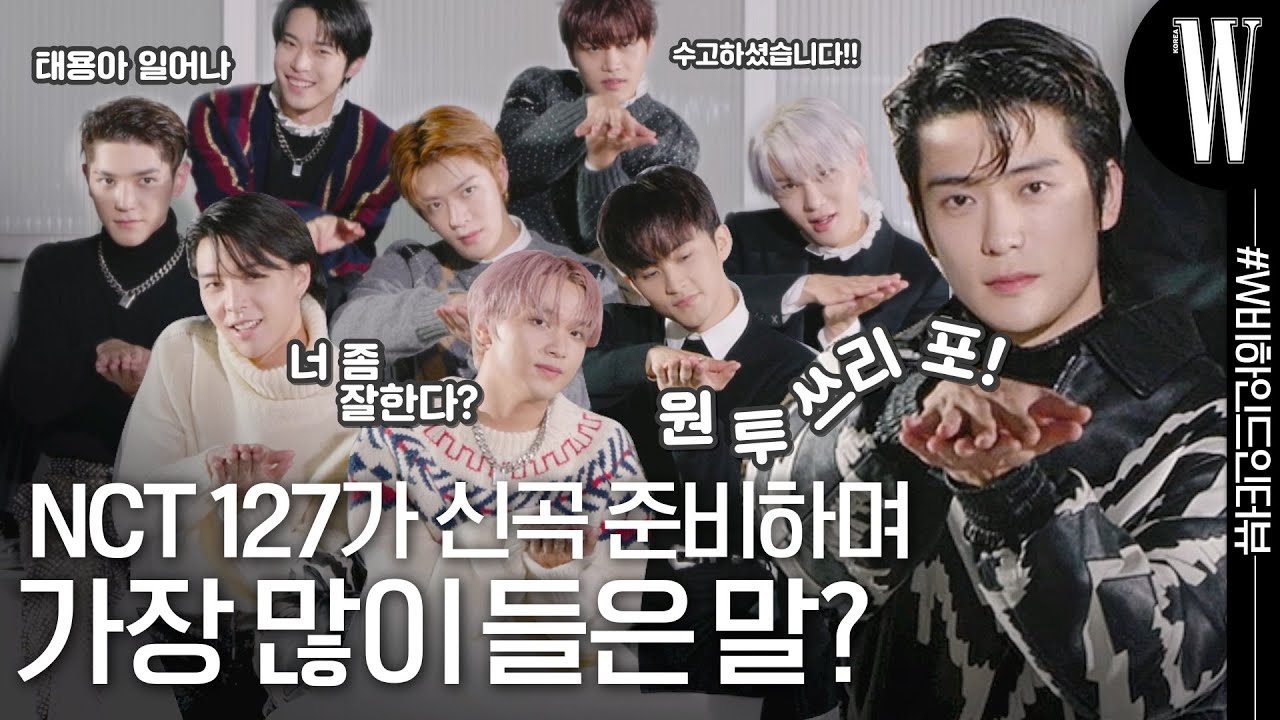 태용아 일어나
수고하셨습니다!!
KOREA
W
너 좀
잘한다?
원 투 쓰리 포!
NCT 127가 신곡 준비하며
가장 많이 들은 말?
#W비하인드인터뷰